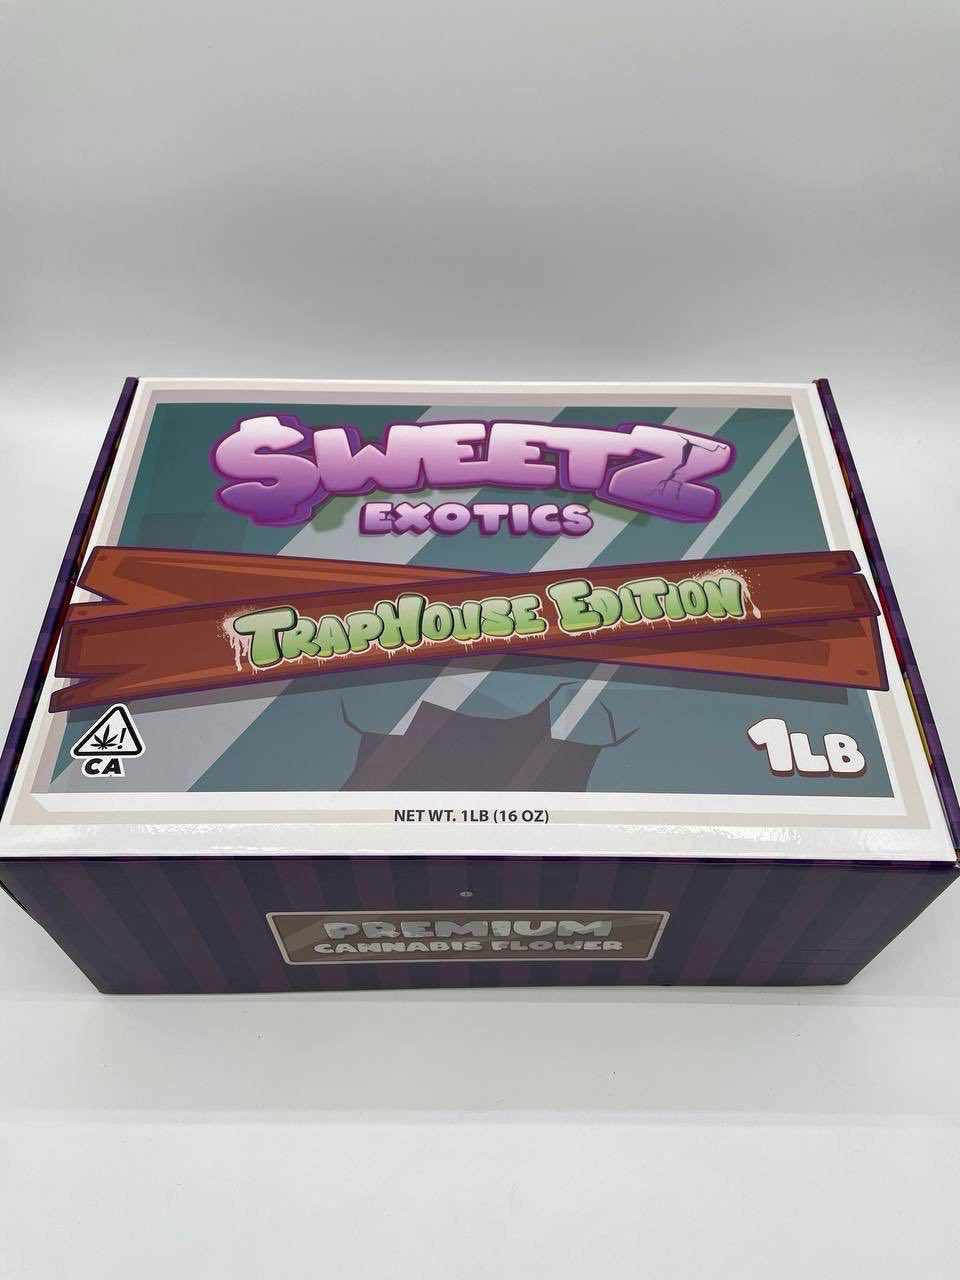 $WEETZ
EXOTICS
TRAPHOUSE EDITION
CA
1LB
NET WT. 1LB (16 OZ)
PREMIUM
CANNABIS FLOWER